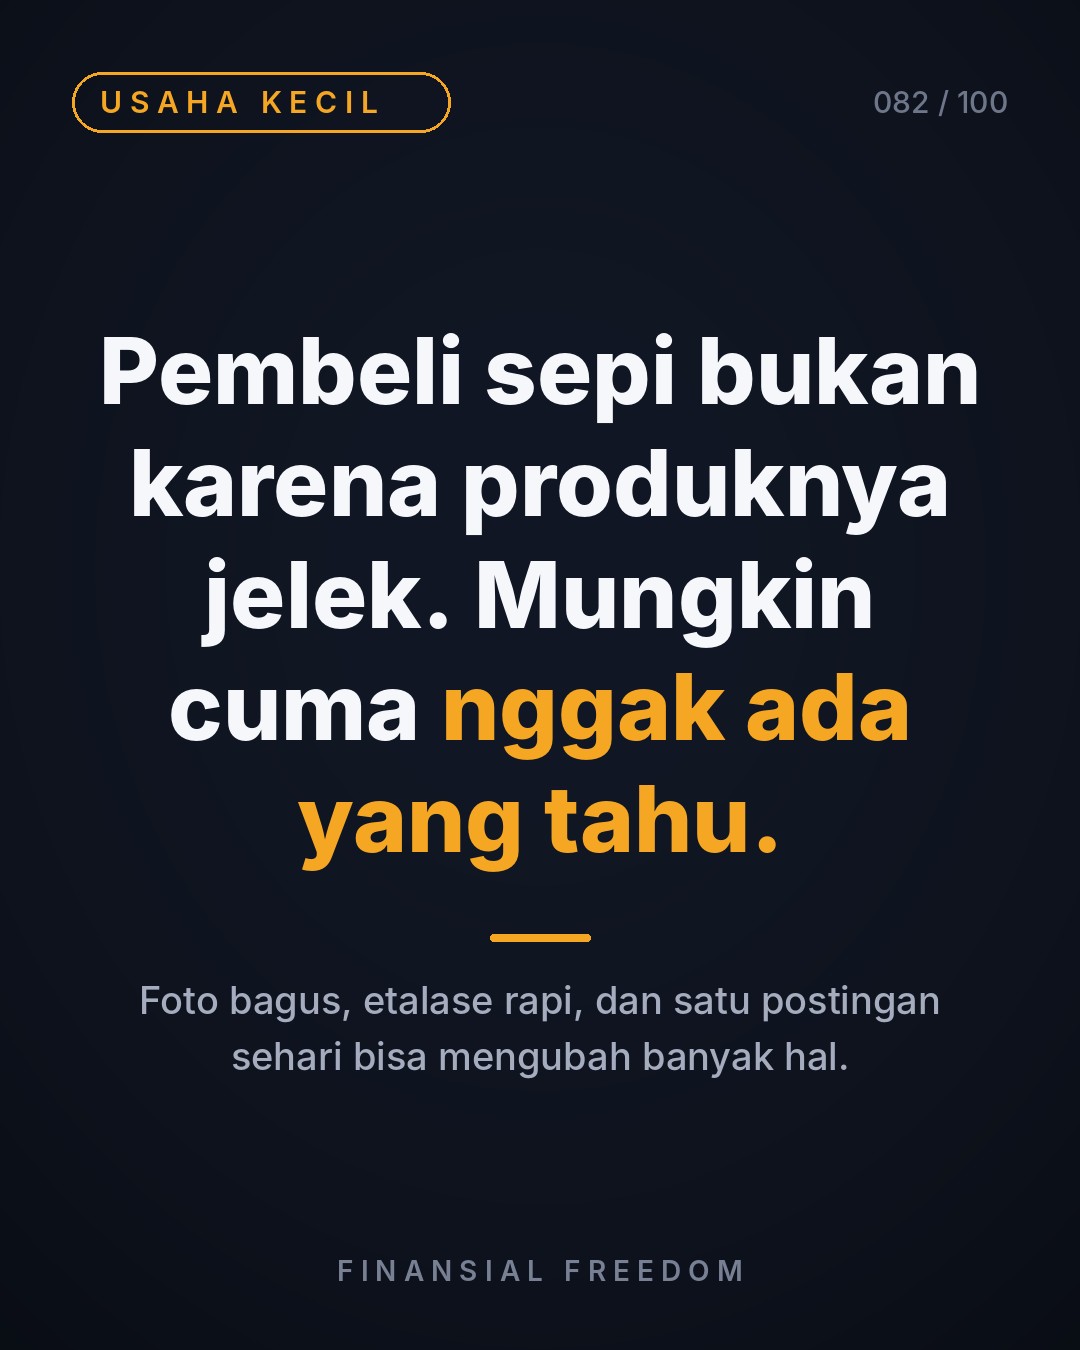 USAHA KECIL
082 / 100
Pembeli sepi bukan
karena produknya
jelek. Mungkin
cuma nggak ada
yang tahu.
Foto bagus, etalase rapi, dan satu postingan
sehari bisa mengubah banyak hal.
FINANSIAL FREEDOM